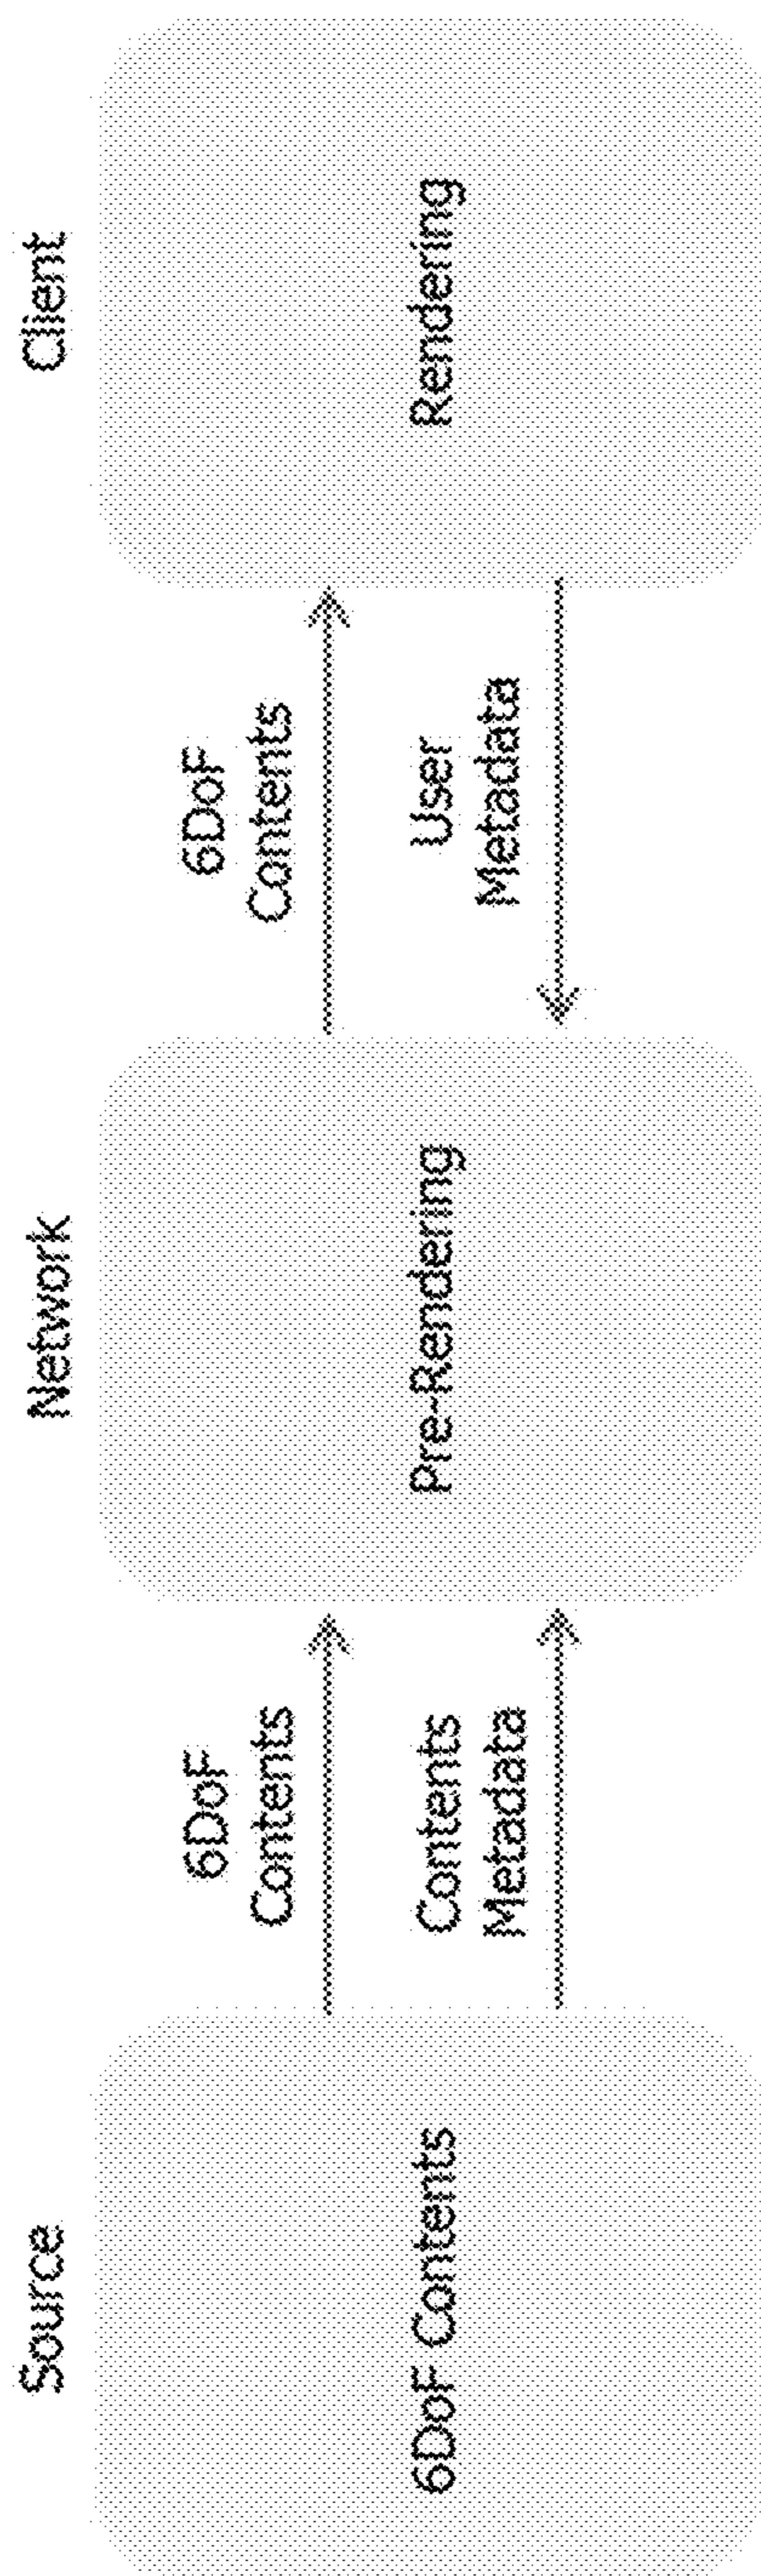 Source
6DoF Contents
6DoF
Contents
Contents
Metadata
Network
Pre-Rendering
6DoF
Contents
User
Metadata
Client
Rendering